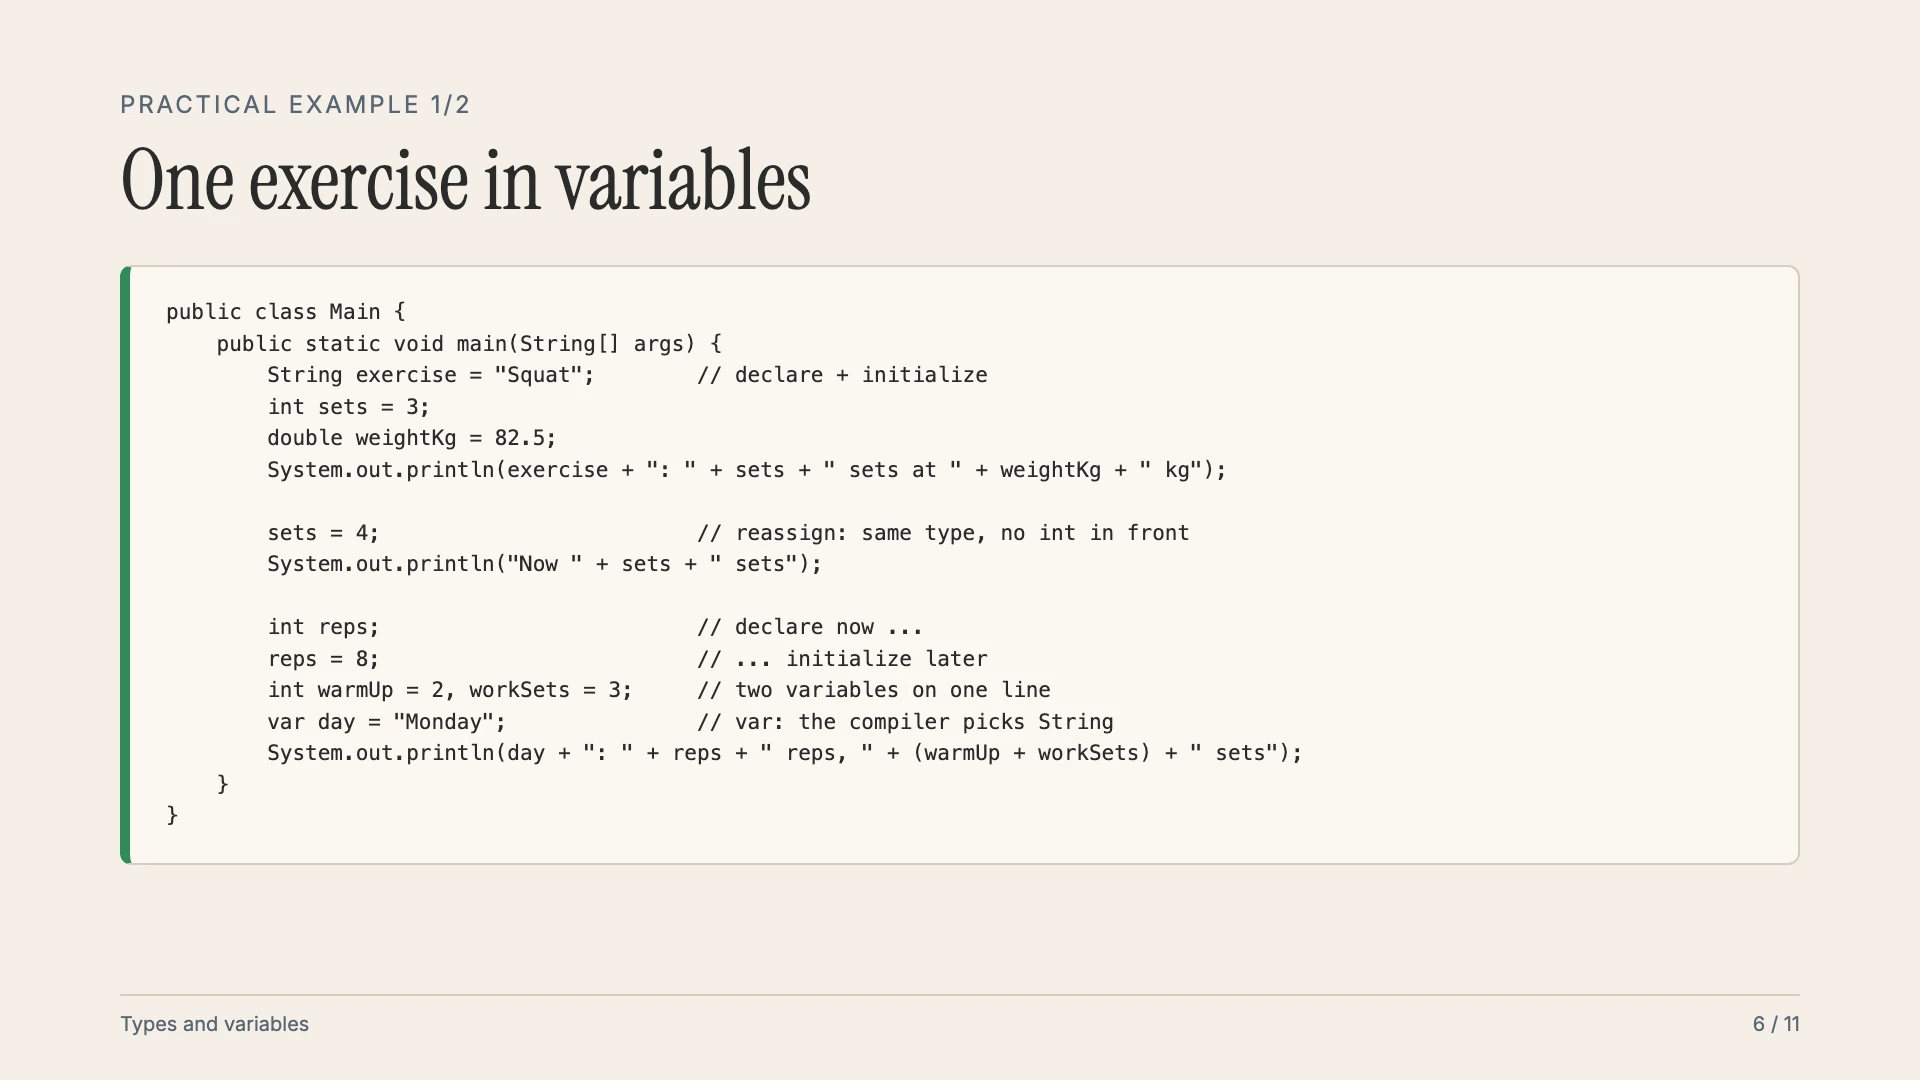 PRACTICAL EXAMPLE 1/2
One exercise in variables
public class Main {
    public static void main(String[] args) {
        String exercise = "Squat";        // declare + initialize
        int sets = 3;
        double weightKg = 82.5;
        System.out.println(exercise + ": " + sets + " sets at " + weightKg + " kg");

        sets = 4;                         // reassign: same type, no int in front
        System.out.println("Now " + sets + " sets");

        int reps;                         // declare now ...
        reps = 8;                         // ... initialize later
        int warmUp = 2, workSets = 3;     // two variables on one line
        var day = "Monday";               // var: the compiler picks String
        System.out.println(day + ": " + reps + " reps, " + (warmUp + workSets) + " sets");
    }
}
Types and variables
6 / 11